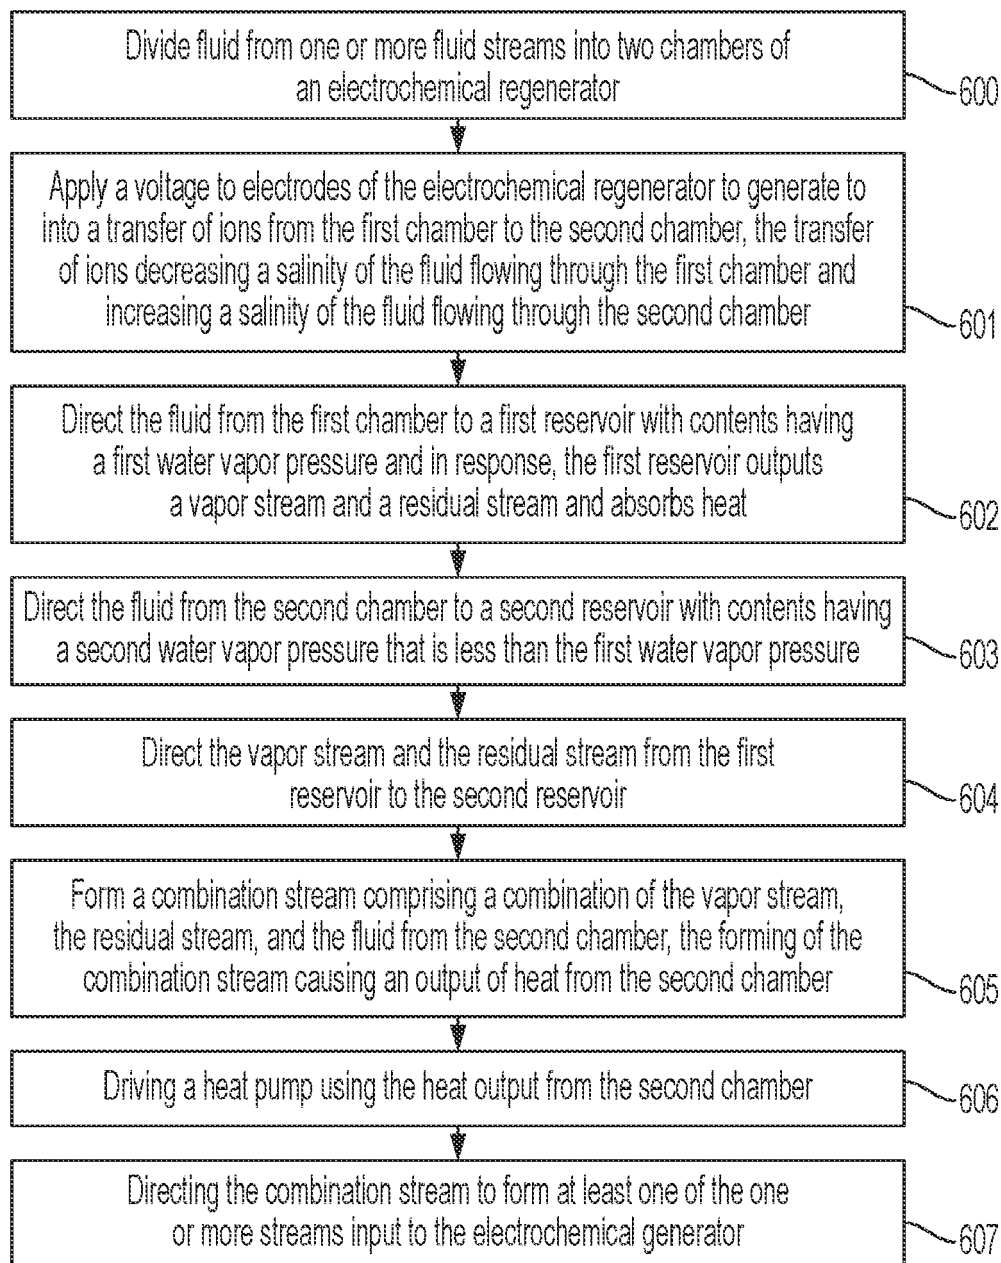 Divide fluid from one or more fluid streams into two chambers of
an electrochemical regenerator
600
Apply a voltage to electrodes of the electrochemical regenerator to generate to
into a transfer of ions from the first chamber to the second chamber, the transfer
of ions decreasing a salinity of the fluid flowing through the first chamber and
increasing a salinity of the fluid flowing through the second chamber
601
Direct the fluid from the first chamber to a first reservoir with contents having
a first water vapor pressure and in response, the first reservoir outputs
a vapor stream and a residual stream and absorbs heat
602
Direct the fluid from the second chamber to a second reservoir with contents having
a second water vapor pressure that is less than the first water vapor pressure
603
Direct the vapor stream and the residual stream from the first
reservoir to the second reservoir
604
Form a combination stream comprising a combination of the vapor stream,
the residual stream, and the fluid from the second chamber, the forming of the
combination stream causing an output of heat from the second chamber
605
Driving a heat pump using the heat output from the second chamber
606
Directing the combination stream to form at least one of the one
or more streams input to the electrochemical generator
607